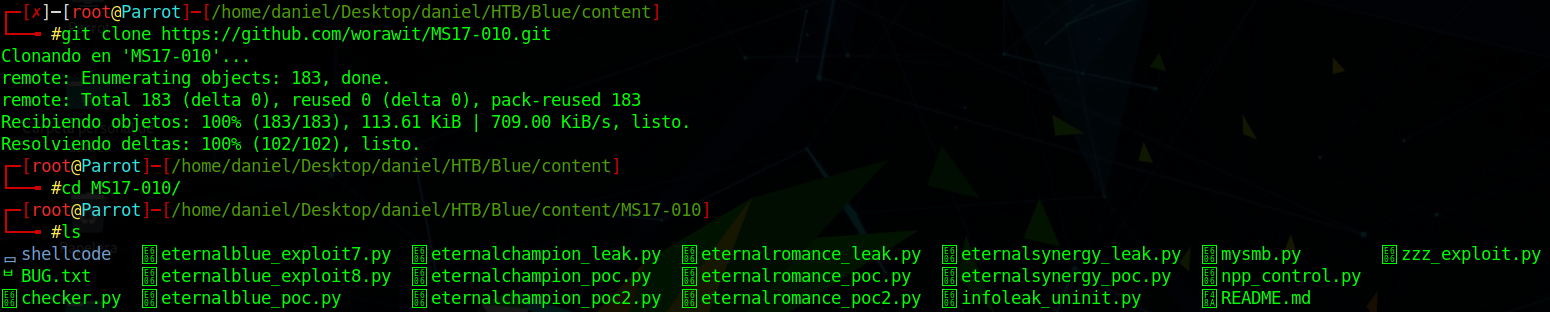 ┌─[✗]─[root@Parrot]─[/home/daniel/Desktop/daniel/HTB/Blue/content]
└──╼ #git clone https://github.com/worawit/MS17-010.git
Clonando en 'MS17-010'...
remote: Enumerating objects: 183, done.
remote: Total 183 (delta 0), reused 0 (delta 0), pack-reused 183
Recibiendo objetos: 100% (183/183), 113.61 KiB | 709.00 KiB/s, listo.
Resolviendo deltas: 100% (102/102), listo.
┌─[root@Parrot]─[/home/daniel/Desktop/daniel/HTB/Blue/content]
└──╼ #cd MS17-010/
┌─[root@Parrot]─[/home/daniel/Desktop/daniel/HTB/Blue/content/MS17-010]
└──╼ #ls
shellcode eternalblue_exploit7.py eternalchampion_leak.py eternalromance_leak.py eternalsynergy_leak.py mysmb.py zzz_exploit.py
BUG.txt eternalblue_exploit8.py eternalchampion_poc.py eternalromance_poc.py eternalsynergy_poc.py npp_control.py
checker.py eternalblue_poc.py eternalchampion_poc2.py eternalromance_poc2.py infoleak_uninit.py README.md